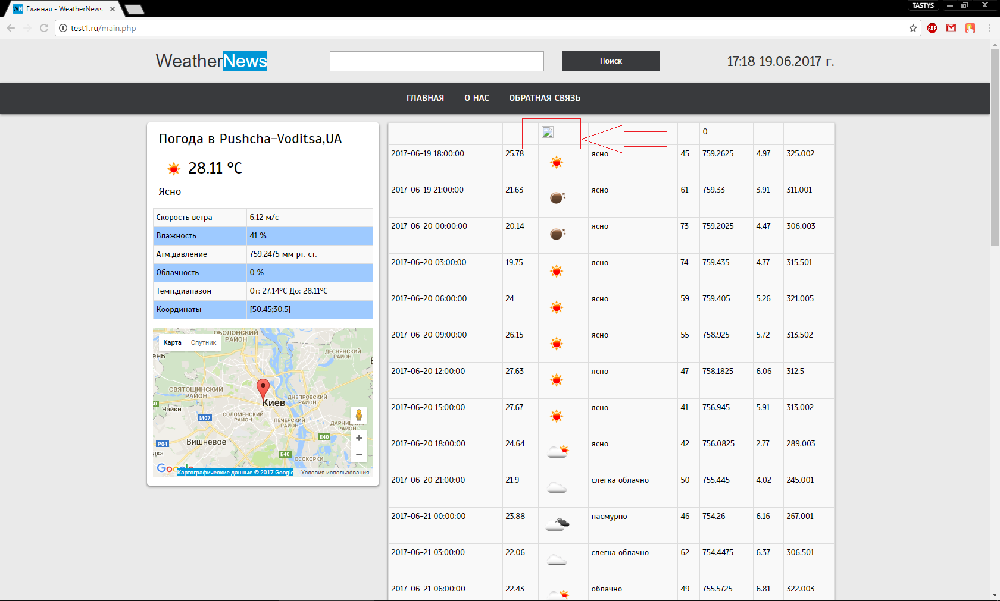 Главная - WeatherNews
TASTYS
test1.ru/main.php
ABP
WeatherNews
Поиск
17:18 19.06.2017 г.
ГЛАВНАЯ О НАС ОБРАТНАЯ СВЯЗЬ
Погода в Pushcha-Voditsa,UA
28.11 °C
Ясно
Скорость ветра 6.12 м/с
Влажность 41 %
Атм.давление 759.2475 мм рт. ст.
Облачность 0 %
Темп.диапазон От: 27.14°C До: 28.11°C
Координаты [50.45;30.5]
Карта Спутник
ОБОЛОНСКИЙ
РАЙОН
ДЕСНЯНСКИЙ
РАЙОН
СВЯТОШИНСКИЙ
РАЙОН
ДНЕПРОВСКИЙ
РАЙОН
Киев
Чайки
СОЛОМЕНСКИЙ
РАЙОН
M07
ПЕЧЕРСКИЙ
РАЙОН
ДАРНИЦКИЙ
РАЙОН
E40
P04
Вишневое
E40
ОСОКОРКИ
Google
Картографические данные © 2017 Google
Условия использования
0
2017-06-19 18:00:00 25.78 ясно 45 759.2625 4.97 325.002
2017-06-19 21:00:00 21.63 ясно 61 759.33 3.91 311.001
2017-06-20 00:00:00 20.14 ясно 73 759.2025 4.47 306.003
2017-06-20 03:00:00 19.75 ясно 74 759.435 4.77 315.501
2017-06-20 06:00:00 24 ясно 59 759.405 5.26 321.005
2017-06-20 09:00:00 26.15 ясно 55 758.925 5.72 313.502
2017-06-20 12:00:00 27.63 ясно 47 758.1825 6.06 312.5
2017-06-20 15:00:00 27.67 ясно 41 756.945 5.91 313.002
2017-06-20 18:00:00 24.64 ясно 42 756.0825 2.77 289.003
2017-06-20 21:00:00 21.9 слегка облачно 50 755.445 4.02 245.001
2017-06-21 00:00:00 23.88 пасмурно 46 754.26 6.16 267.001
2017-06-21 03:00:00 22.06 слегка облачно 62 754.4475 6.37 306.501
2017-06-21 06:00:00 22.43 облачно 49 755.5725 6.81 322.003